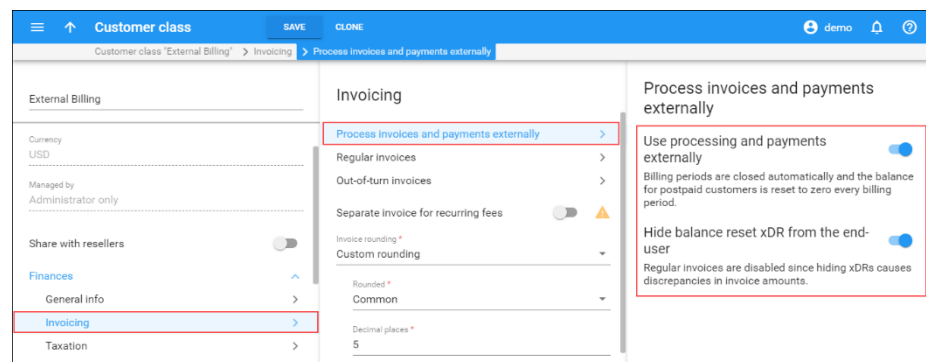 Customer class
SAVE
CLONE
demo
Customer class "External Billing" > Invoicing > Process invoices and payments externally
External Billing
Currency
USD
Managed by
Administrator only
Share with resellers
Finances
General info
Invoicing
Taxation
Invoicing
Process invoices and payments externally
Regular invoices
Out-of-turn invoices
Separate invoice for recurring fees
Invoice rounding *
Custom rounding
Rounded *
Common
Decimal places *
5
Process invoices and payments
externally
Use processing and payments
externally
Billing periods are closed automatically and the balance
for postpaid customers is reset to zero every billing
period.
Hide balance reset xDR from the end-
user
Regular invoices are disabled since hiding xDRs causes
discrepancies in invoice amounts.